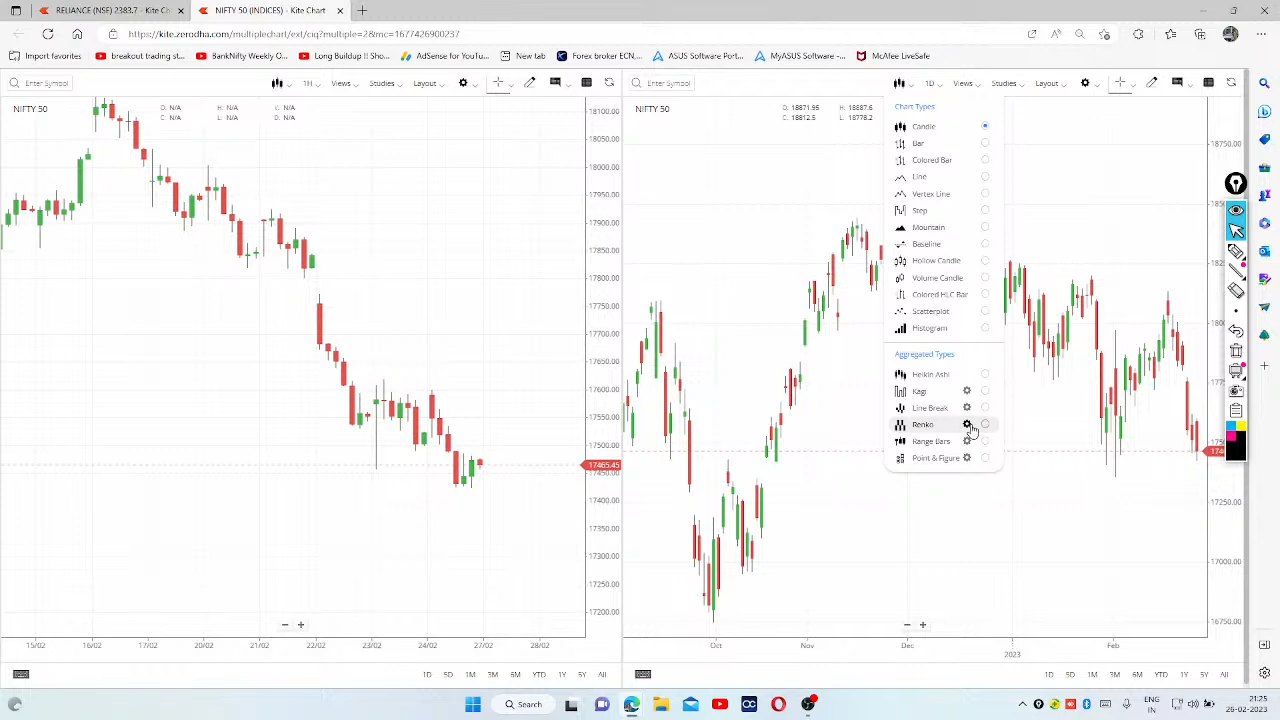 RELIANCE (NSE) 2383.7 - Kite Ch
NIFTY 50 (INDICES) - Kite Chart
https://kite.zerodha.com/multiplechart/ext/ciq?multiple=2&mc=1677426900237
Import favorites
breakout trading st...
BankNifty Levels -...
Long Buildup vs Sh...
AdSense - Google...
New tab
Forex broker ECN,...
ASUS Software Port...
MyASUS Software -...
McAfee LiveSafe
Enter Symbol
1H
Views
Studies
Layout
Enter Symbol
1D
Views
Studies
Layout
NIFTY 50
O: N/A
H: N/A
V: N/A
C: N/A
L: N/A
D: N/A
18100.00
18050.00
18000.00
17950.00
17900.00
17850.00
17800.00
17750.00
17700.00
17650.00
17600.00
17550.00
17500.00
17465.45
17450.00
17400.00
17350.00
17300.00
17250.00
17200.00
15/02
16/02
17/02
20/02
21/02
22/02
23/02
24/02
27/02
28/02
1D
5D
1M
3M
6M
YTD
1Y
5Y
All
NIFTY 50
O: 18871.95
H: 18887.6
C: 18812.5
L: 18778.2
Chart Types
Candle
Bar
Colored Bar
Line
Vertex Line
Step
Mountain
Baseline
Hollow Candle
Volume Candle
Colored HLC Bar
Scatterplot
Histogram
Aggregated Types
Heikin Ashi
Kagi
Line Break
Renko
Range Bars
Point & Figure
18750.00
17250.00
17000.00
16750.00
Oct
Nov
Dec
2023
Feb
1D
5D
1M
3M
6M
YTD
1Y
5Y
All
Search
ENG
IN
21:25
26-02-2023